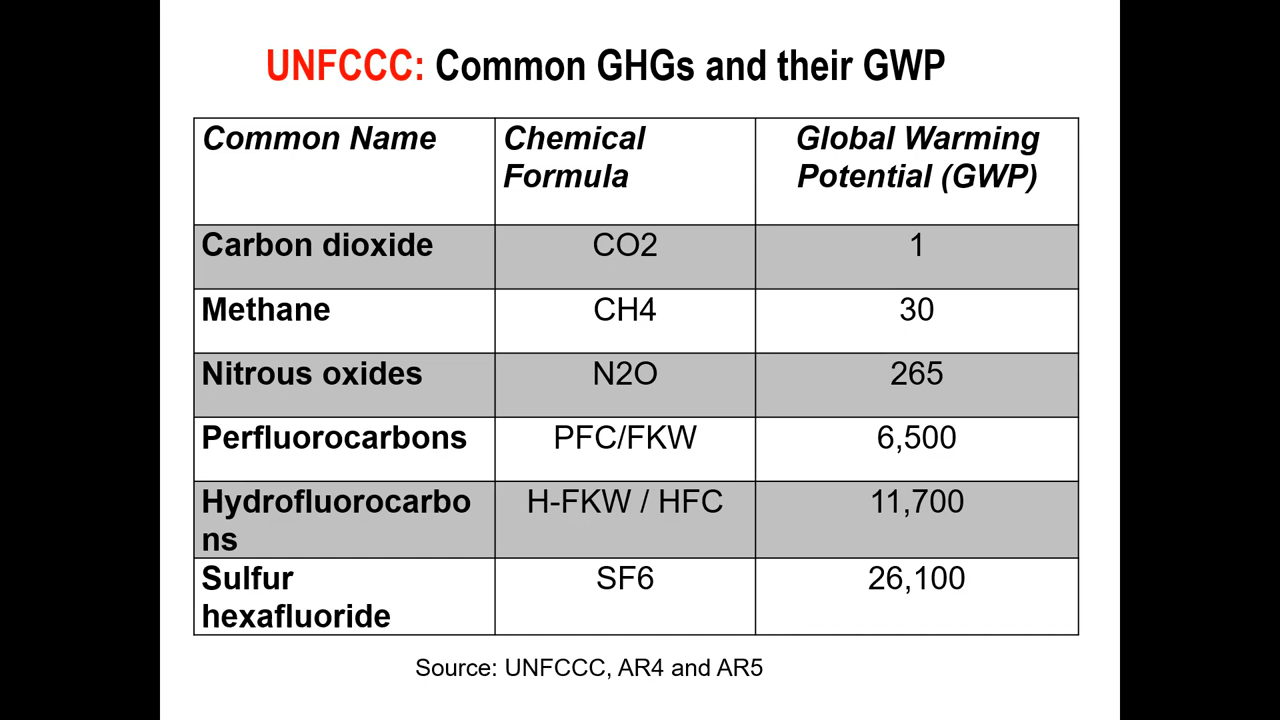 UNFCCC: Common GHGs and their GWP
Common Name
Chemical
Formula
Global Warming
Potential (GWP)
Carbon dioxide
CO2
1
Methane
CH4
30
Nitrous oxides
N2O
265
Perfluorocarbons
PFC/FKW
6,500
Hydrofluorocarbo
ns
H-FKW / HFC
11,700
Sulfur
hexafluoride
SF6
26,100
Source: UNFCCC, AR4 and AR5